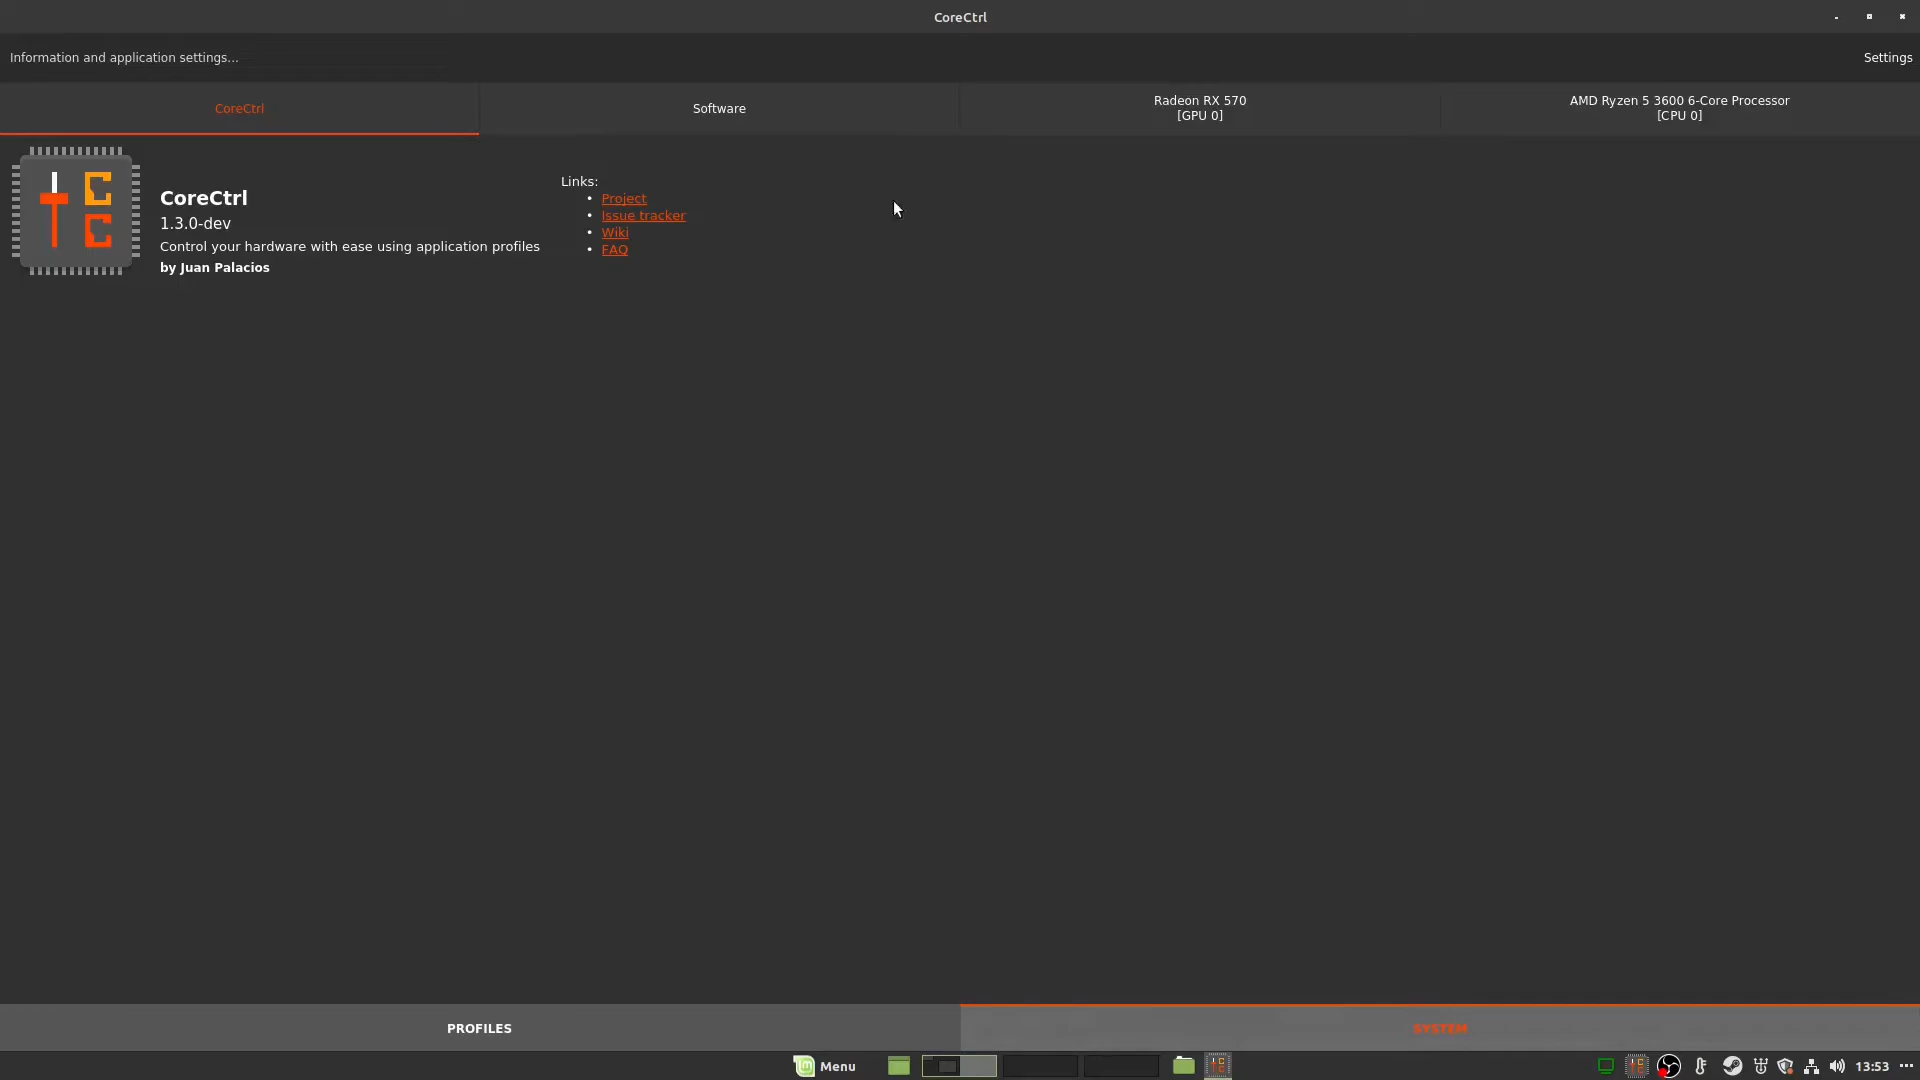 CoreCtrl
Information and application settings...
Settings
CoreCtrl
Software
Radeon RX 570
[GPU 0]
AMD Ryzen 5 3600 6-Core Processor
[CPU 0]
CoreCtrl
1.3.0-dev
Control your hardware with ease using application profiles
by Juan Palacios
Links:
• Project
• Issue tracker
• Wiki
• FAQ
PROFILES
SYSTEM
Menu
13:53